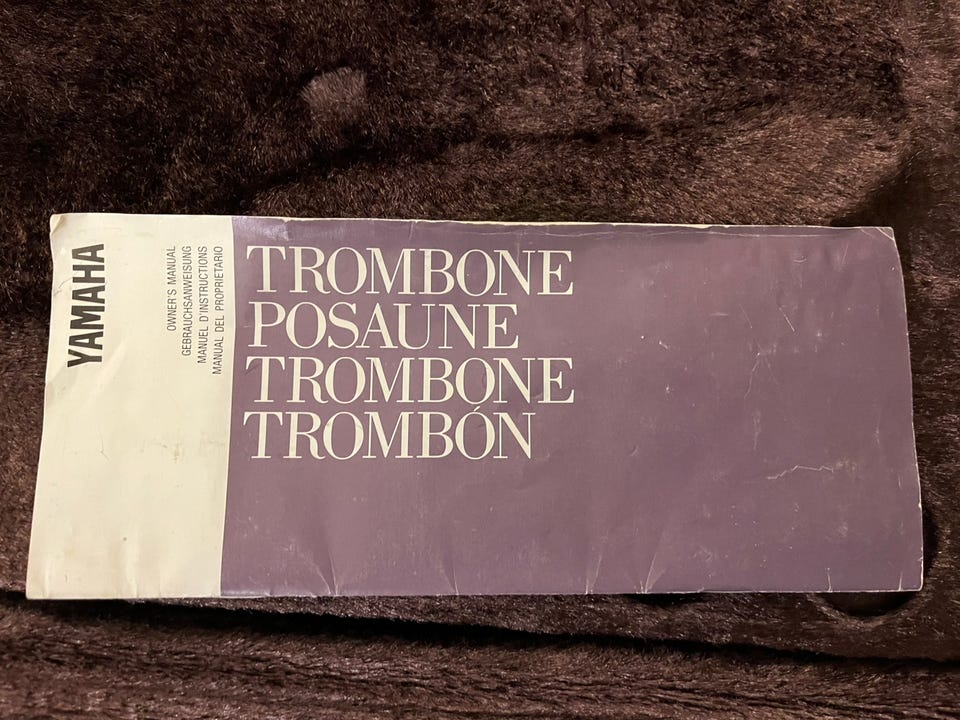 YAMAHA
OWNER'S MANUAL
GEBRAUCHSANWEISUNG
MANUEL D'INSTRUCTIONS
MANUAL DEL PROPRIETARIO
TROMBONE
POSAUNE
TROMBONE
TROMBÓN